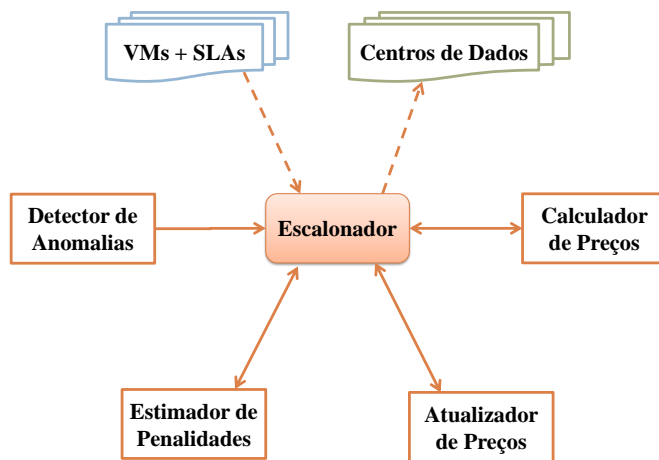 VMs + SLAs
Centros de Dados
Detector de
Anomalias
Escalonador
Calculador
de Preços
Estimador de
Penalidades
Atualizador
de Preços